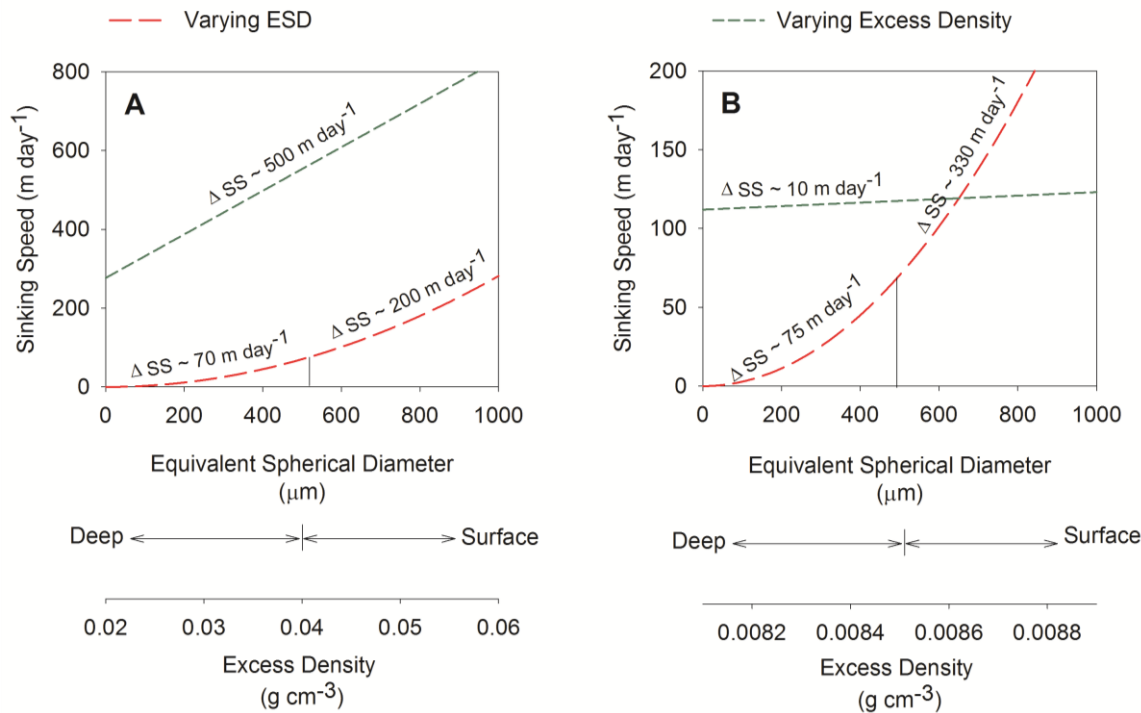 Varying ESD
Varying Excess Density
A
800
600
400
200
0
Sinking Speed (m day-1)
Δ SS ~ 500 m day-1
Δ SS ~ 70 m day-1
Δ SS ~ 200 m day-1
0 200 400 600 800 1000
Equivalent Spherical Diameter
(μm)
Deep Surface
0.02 0.03 0.04 0.05 0.06
Excess Density
(g cm-3)
B
200
150
100
50
0
Sinking Speed (m day-1)
Δ SS ~ 10 m day-1
Δ SS ~ 75 m day-1
Δ SS ~ 330 m day-1
0 200 400 600 800 1000
Equivalent Spherical Diameter
(μm)
Deep Surface
0.0082 0.0084 0.0086 0.0088
Excess Density
(g cm-3)